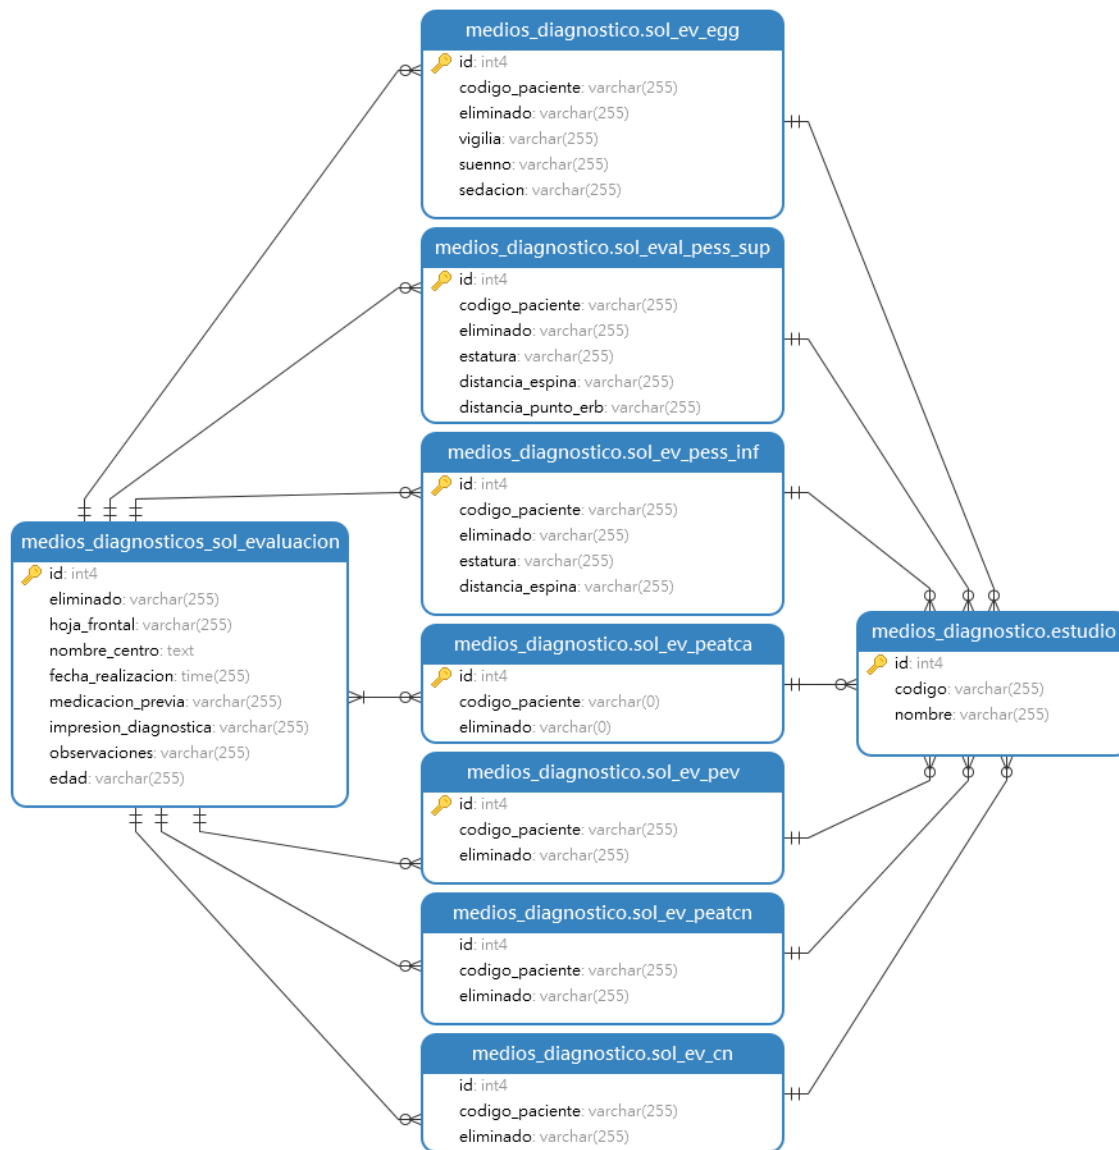 medios_diagnostico.sol_ev_egg
id: int4
codigo_paciente: varchar(255)
eliminado: varchar(255)
vigilia: varchar(255)
suenno: varchar(255)
sedacion: varchar(255)
medios_diagnostico.sol_eval_pess_sup
id: int4
codigo_paciente: varchar(255)
eliminado: varchar(255)
estatura: varchar(255)
distancia_espina: varchar(255)
distancia_punto_erb: varchar(255)
medios_diagnostico.sol_ev_pess_inf
id: int4
codigo_paciente: varchar(255)
eliminado: varchar(255)
estatura: varchar(255)
distancia_espina: varchar(255)
medios_diagnosticos_sol_evaluacion
id: int4
eliminado: varchar(255)
hoja_frontal: varchar(255)
nombre_centro: text
fecha_realizacion: time(255)
medicacion_previa: varchar(255)
impresion_diagnostica: varchar(255)
observaciones: varchar(255)
edad: varchar(255)
medios_diagnostico.sol_ev_peatca
id: int4
codigo_paciente: varchar(0)
eliminado: varchar(0)
medios_diagnostico.estudio
id: int4
codigo: varchar(255)
nombre: varchar(255)
medios_diagnostico.sol_ev_pev
id: int4
codigo_paciente: varchar(255)
eliminado: varchar(255)
medios_diagnostico.sol_ev_peatcn
id: int4
codigo_paciente: varchar(255)
eliminado: varchar(255)
medios_diagnostico.sol_ev_cn
id: int4
codigo_paciente: varchar(255)
eliminado: varchar(255)